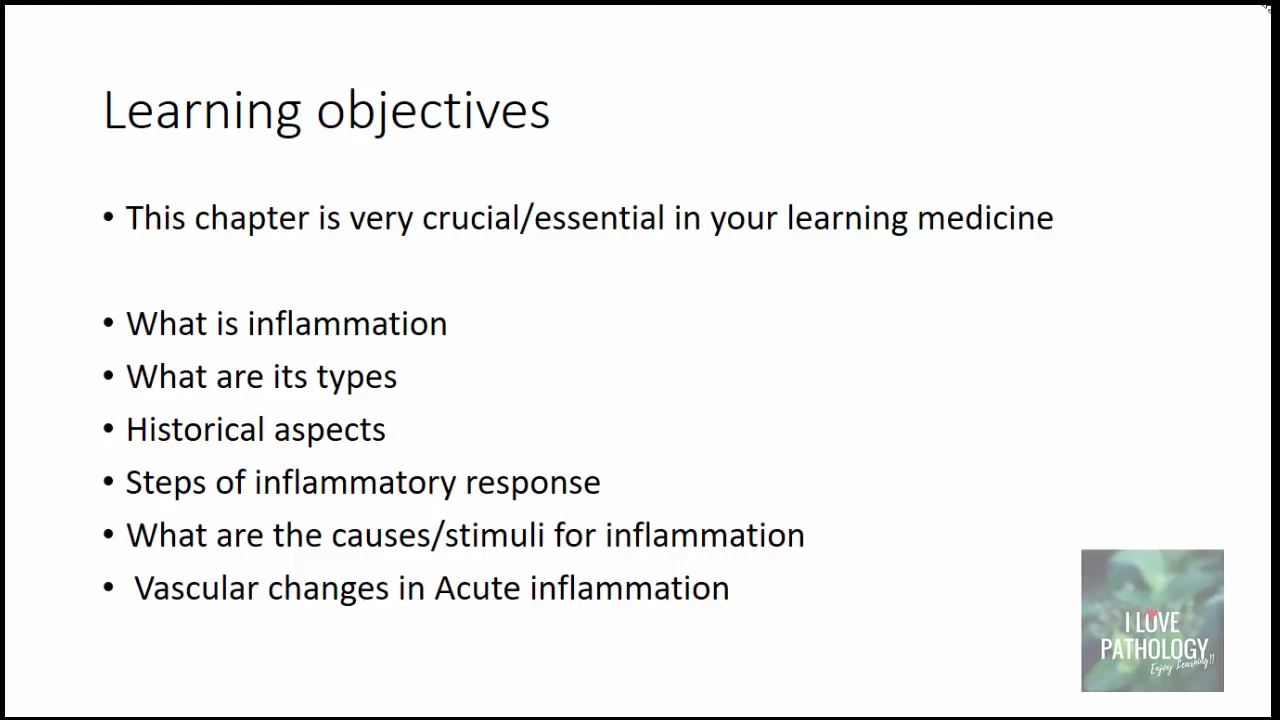 Learning objectives
• This chapter is very crucial/essential in your learning medicine
• What is inflammation
• What are its types
• Historical aspects
• Steps of inflammatory response
• What are the causes/stimuli for inflammation
• Vascular changes in Acute inflammation
I LOVE
PATHOLOGY
Enjoy Learning!!